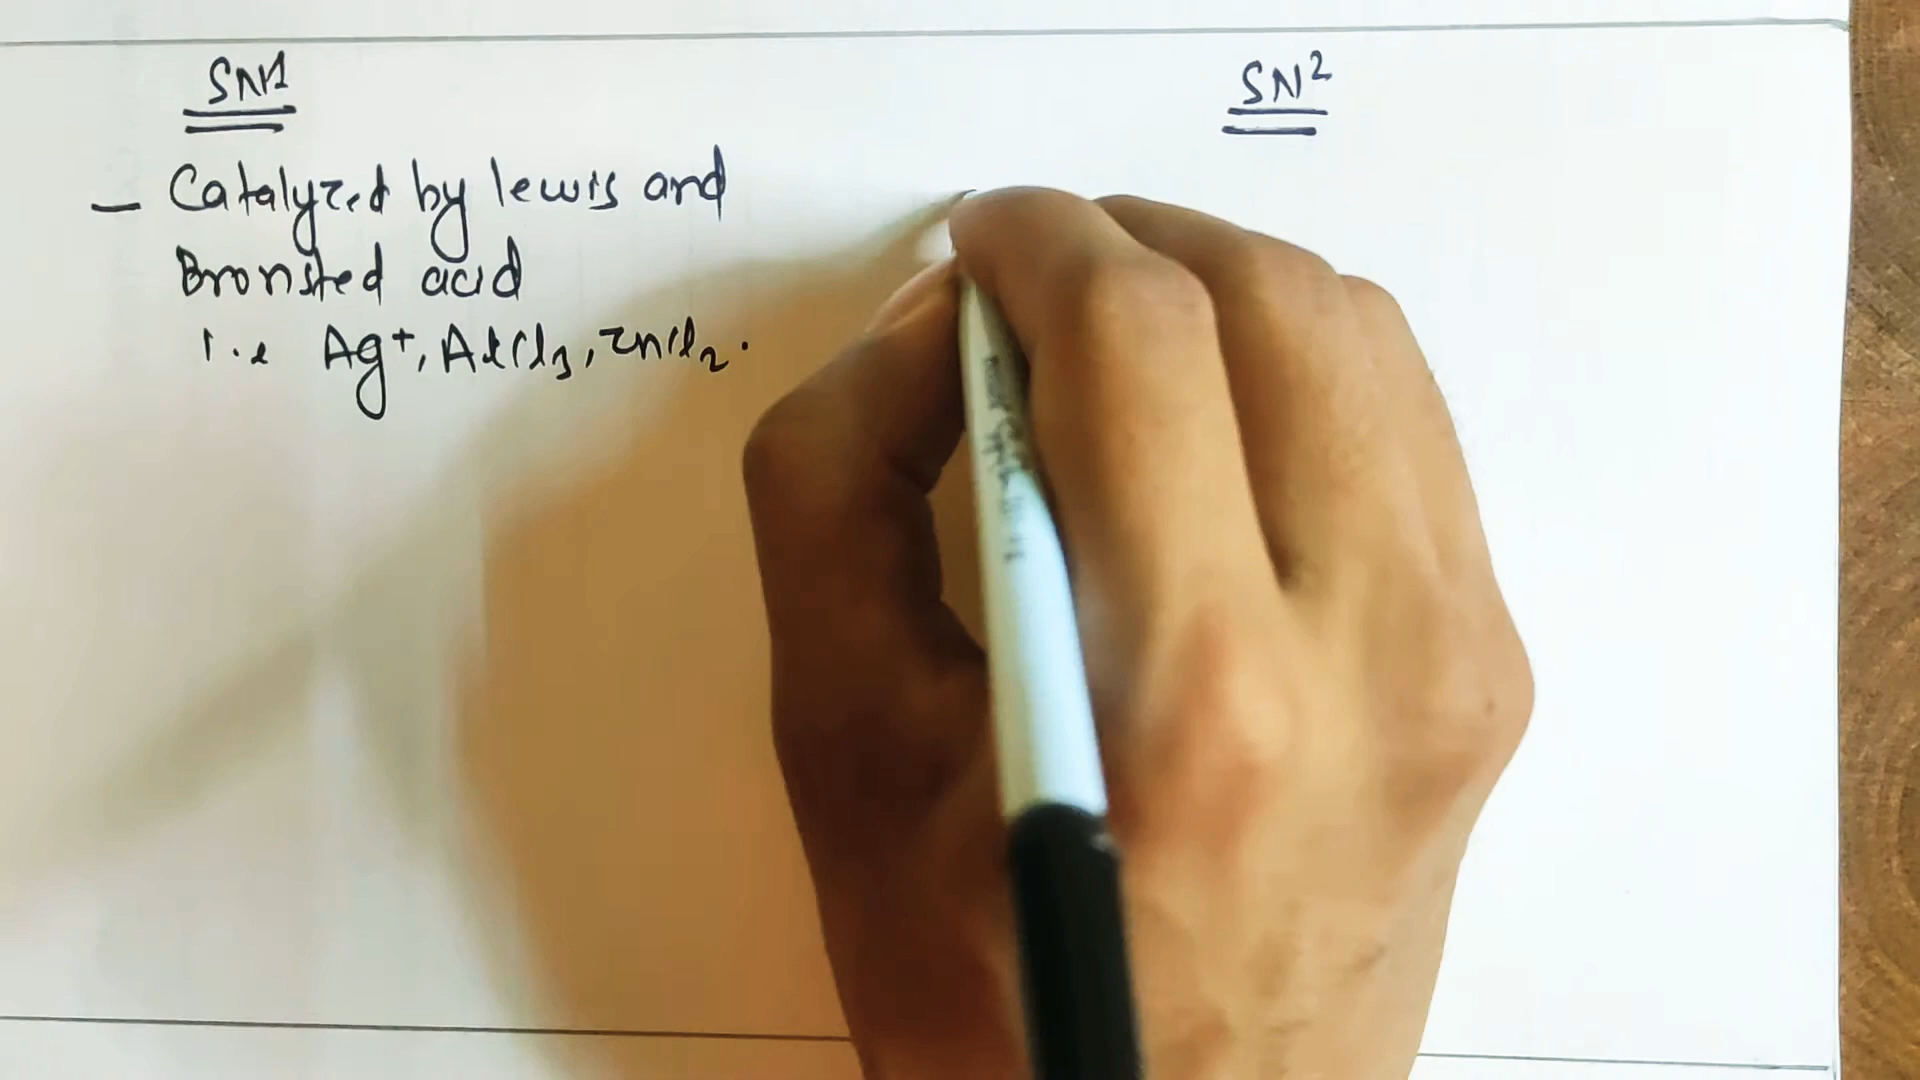 SN1
SN²
- Catalyzed by lewis and
Bronsted acid
i.e Ag⁺, AlCl₃, ZnCl₂.